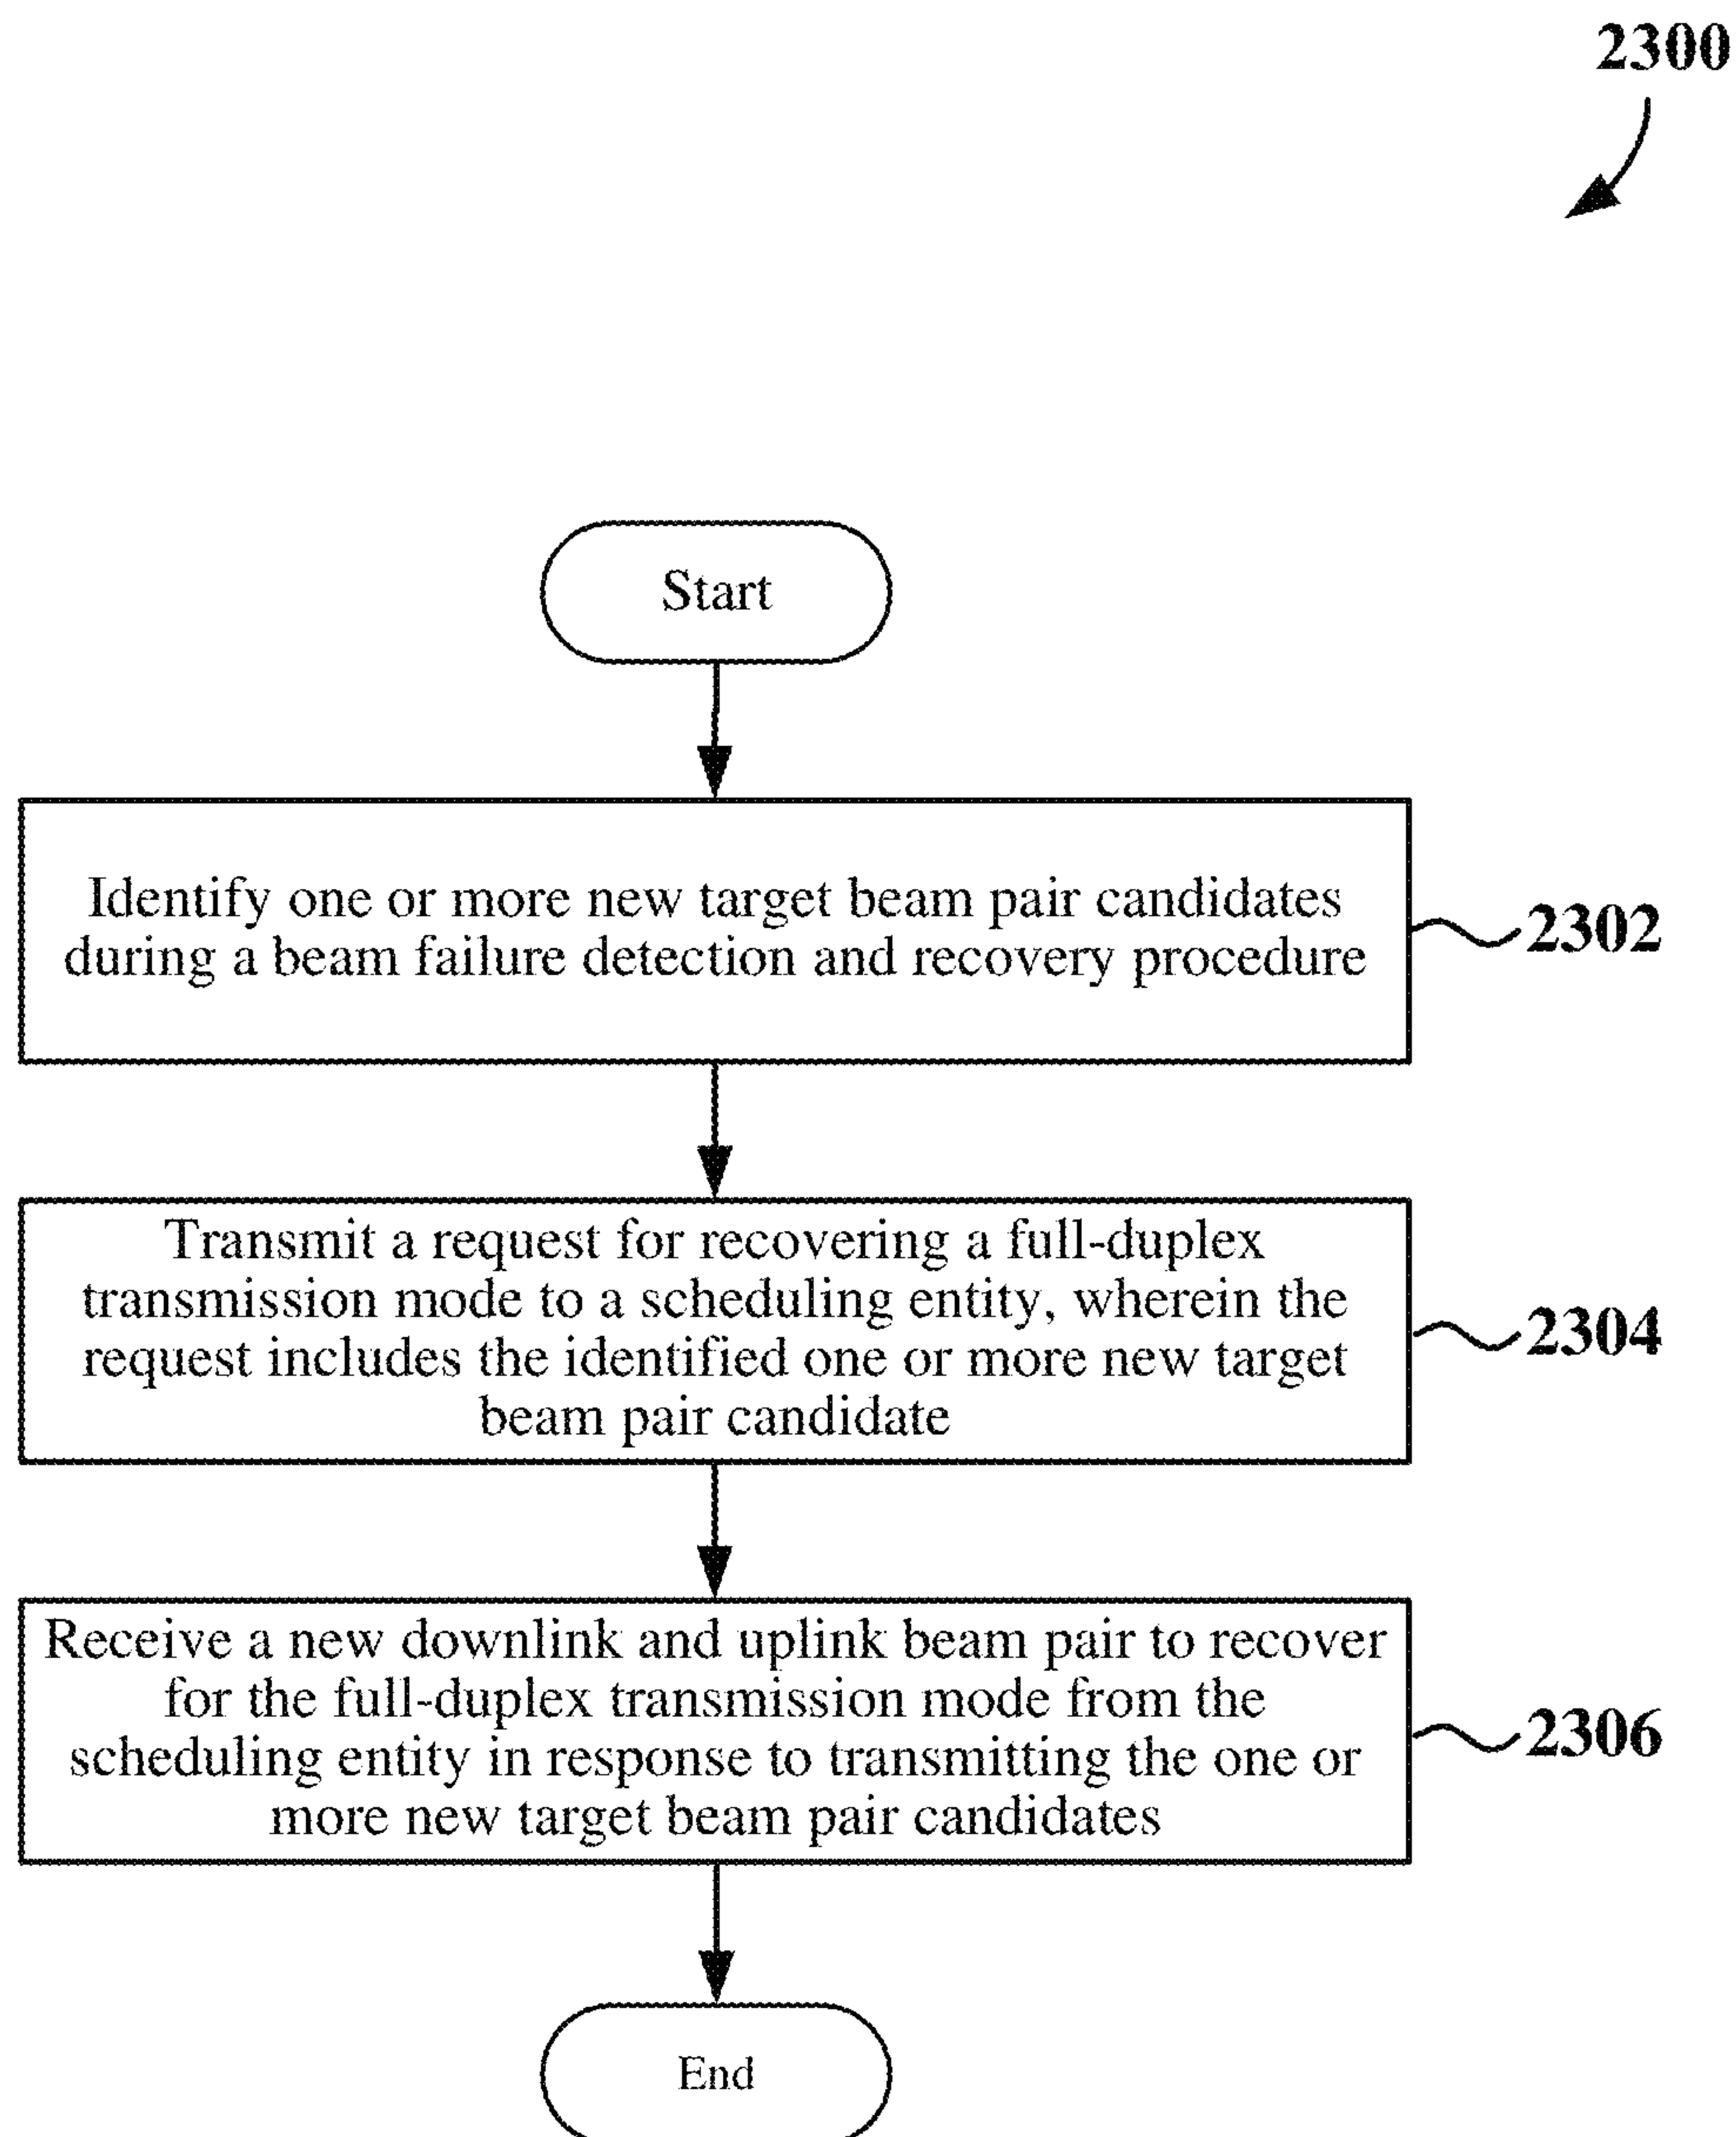 2300
Start
Identify one or more new target beam pair candidates
during a beam failure detection and recovery procedure
2302
Transmit a request for recovering a full-duplex
transmission mode to a scheduling entity, wherein the
request includes the identified one or more new target
beam pair candidate
2304
Receive a new downlink and uplink beam pair to recover
for the full-duplex transmission mode from the
scheduling entity in response to transmitting the one or
more new target beam pair candidates
2306
End